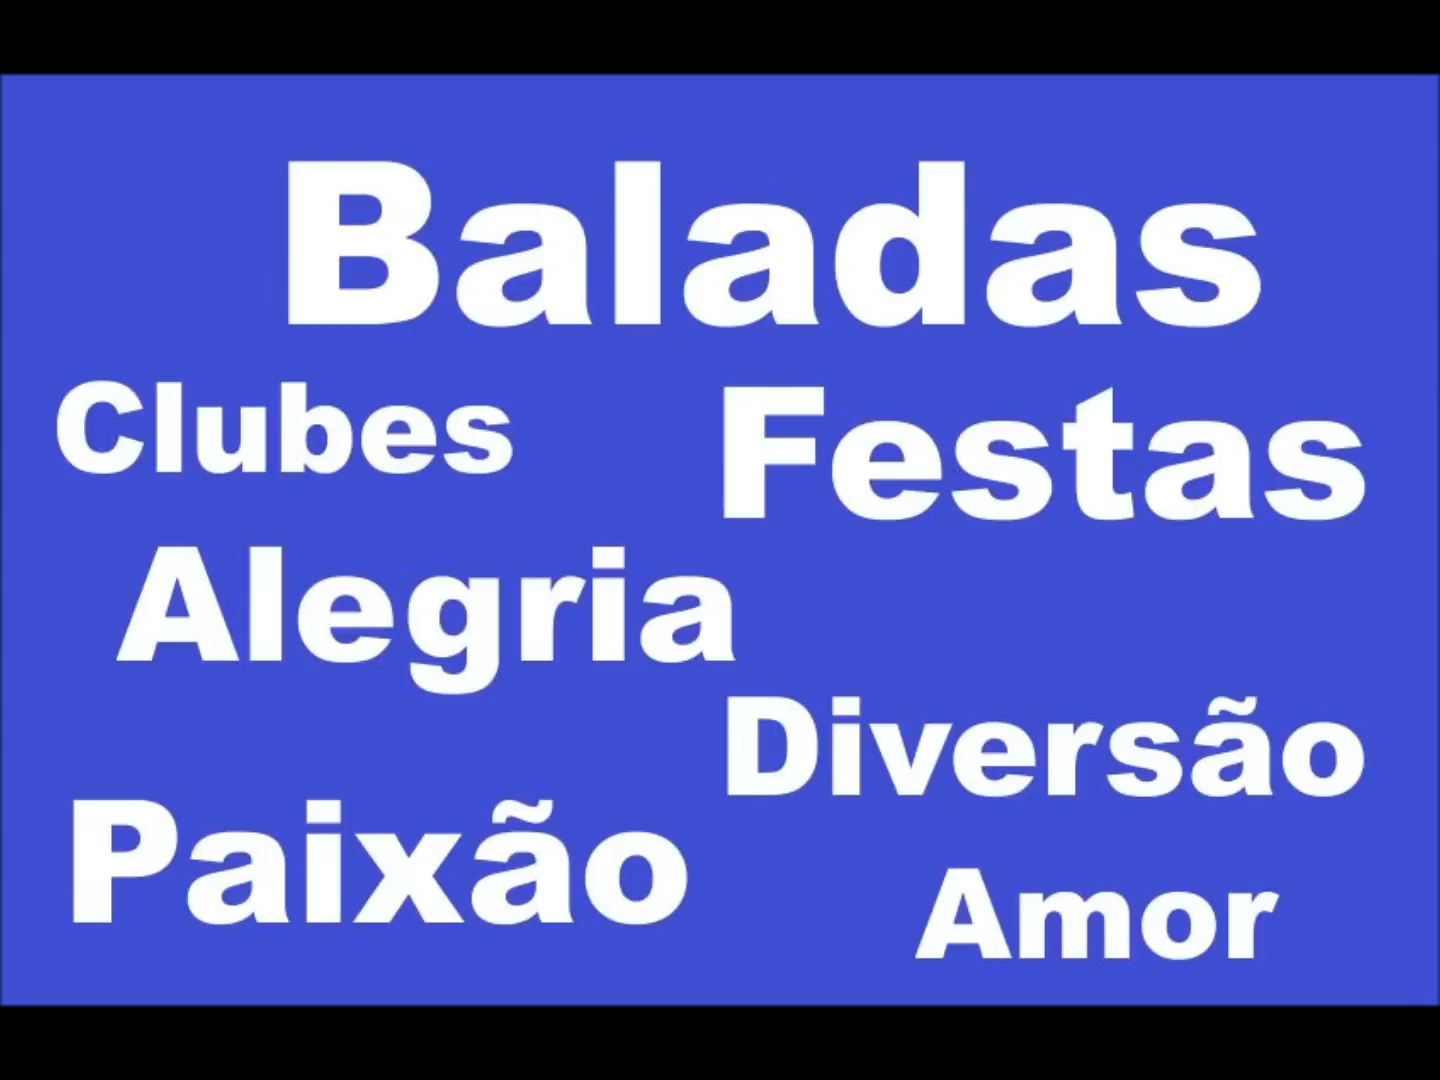 Baladas
Clubes
Festas
Alegria
Diversão
Paixão
Amor